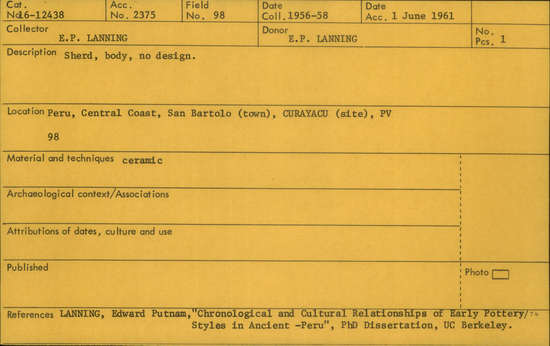 Cat. Acc. Field Date Date
No. 16-12438 No. 2375 No. 98 Coll. 1956-58 Acc. 1 June 1961
Collector Donor No.
E.P. LANNING E.P. LANNING Pcs. 1
Description Sherd, body, no design.
Location Peru, Central Coast, San Bartolo (town), CURAYACU (site), PV
98
Material and techniques ceramic
Archaeological context/Associations
Attributions of dates, culture and use
Published Photo
References LANNING, Edward Putnam, "Chronological and Cultural Relationships of Early Pottery/
Styles in Ancient -Peru", PhD Dissertation, UC Berkeley.